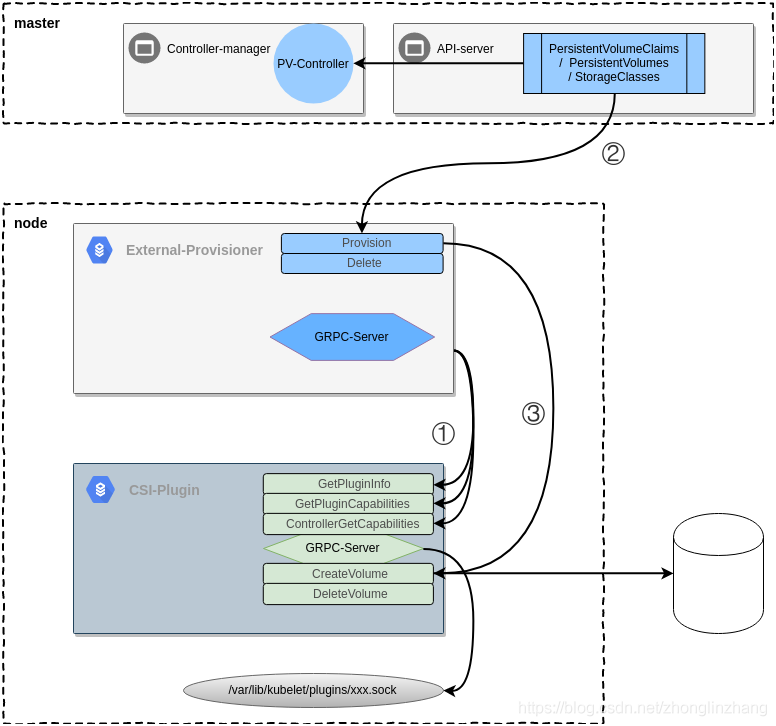 master
Controller-manager
PV-Controller
API-server
PersistentVolumeClaims
/ PersistentVolumes
/ StorageClasses
②
node
External-Provisioner
Provision
Delete
GRPC-Server
①
③
CSI-Plugin
GetPluginInfo
GetPluginCapabilities
ControllerGetCapabilities
GRPC-Server
CreateVolume
DeleteVolume
/var/lib/kubelet/plugins/xxx.sock
https://blog.csdn.net/zhonglinzhang